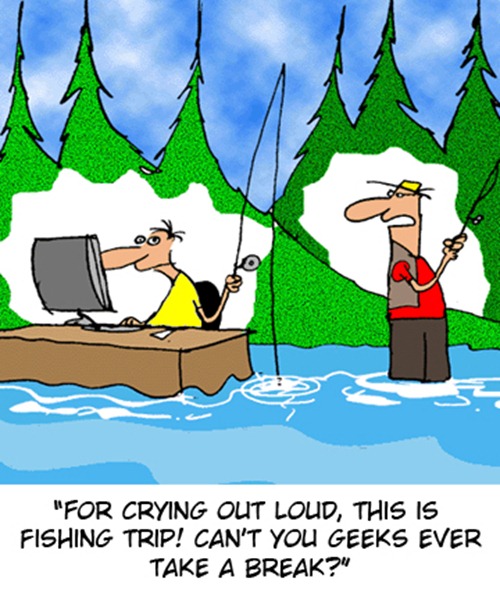 "FOR CRYING OUT LOUD, THIS IS
FISHING TRIP! CAN'T YOU GEEKS EVER
TAKE A BREAK?"